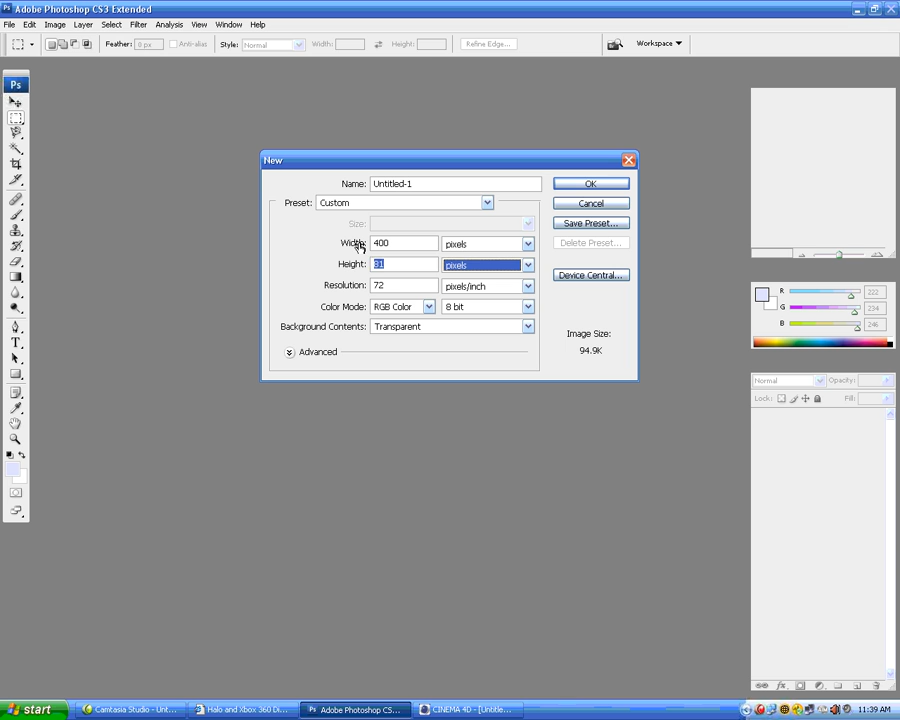 Adobe Photoshop CS3 Extended
File Edit Image Layer Select Filter Analysis View Window Help
Feather: 0 px Anti-alias Style: Normal Width: Height: Refine Edge... Workspace
Ps
New
Name: Untitled-1 OK
Preset: Custom Cancel
Size: Save Preset...
Width: 400 pixels Delete Preset...
Height: 81 pixels
Device Central...
Resolution: 72 pixels/inch
Color Mode: RGB Color 8 bit
Background Contents: Transparent
Image Size:
94.9K
Advanced
R 222
G 234
B 246
Normal Opacity:
Lock: Fill:
T
fx
start Camtasia Studio - Unt... Halo and Xbox 360 Di... Adobe Photoshop CS... CINEMA 4D - [Untitle... 11:39 AM